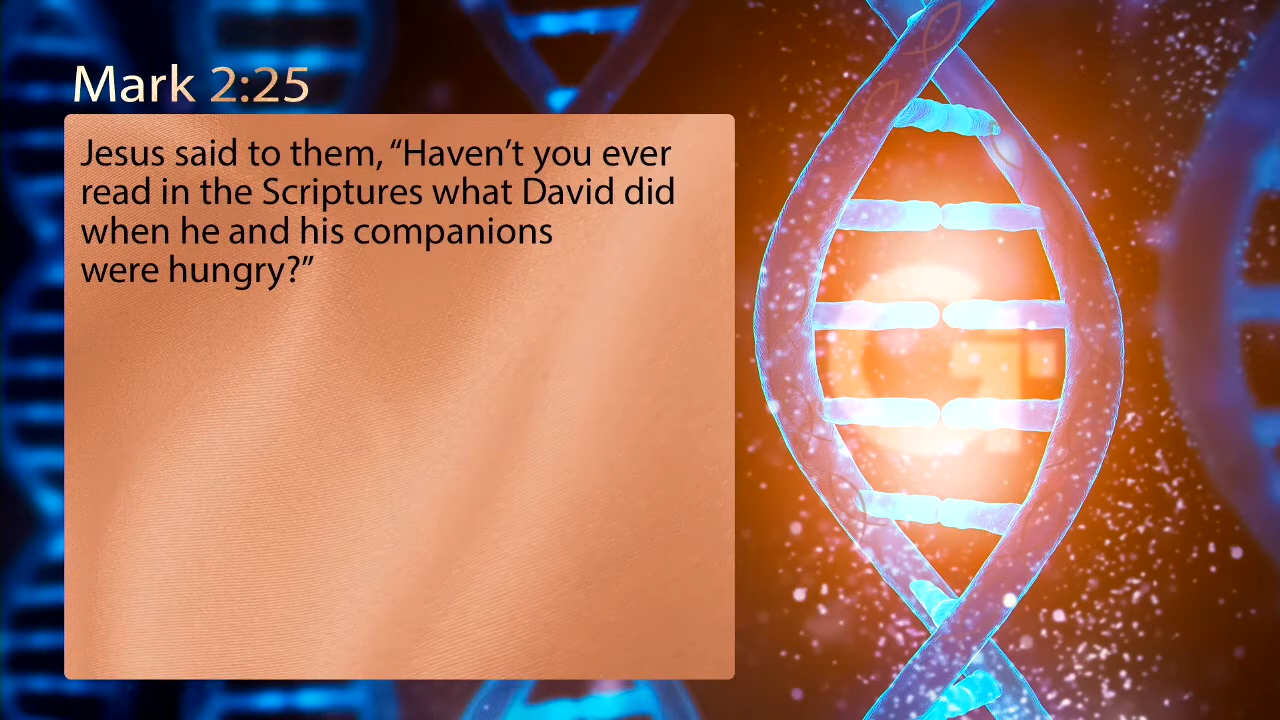 Mark 2:25
Jesus said to them, “Haven’t you ever
read in the Scriptures what David did
when he and his companions
were hungry?”